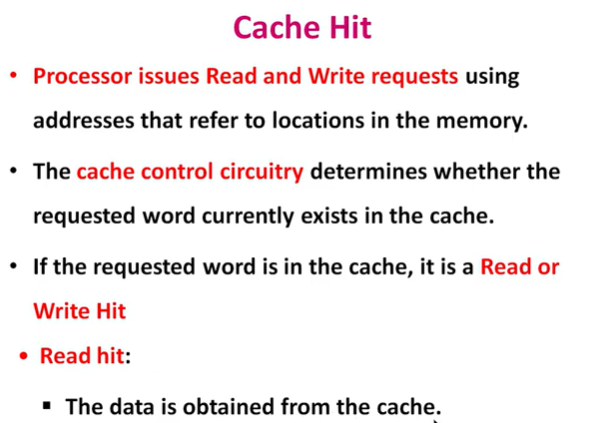 Cache Hit
• Processor issues Read and Write requests using
addresses that refer to locations in the memory.
• The cache control circuitry determines whether the
requested word currently exists in the cache.
• If the requested word is in the cache, it is a Read or
Write Hit
• Read hit:
▪ The data is obtained from the cache.